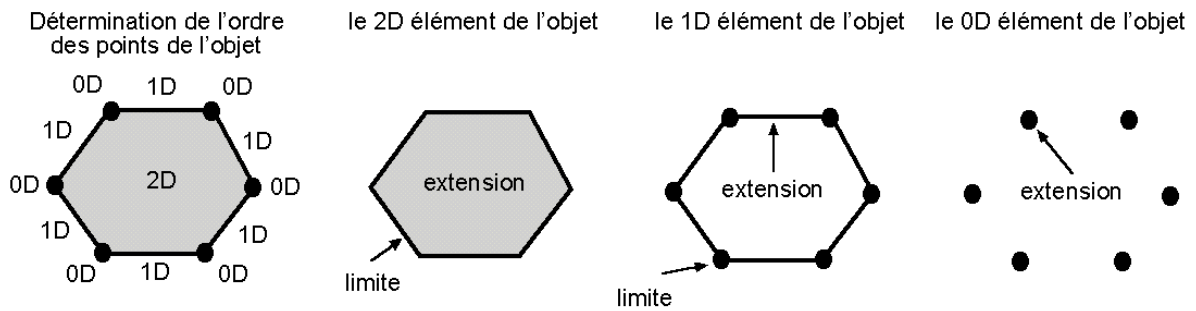 Détermination de l'ordre
des points de l'objet
0D
1D
0D
1D
1D
0D
2D
0D
1D
1D
0D
1D
0D
le 2D élément de l'objet
extension
limite
le 1D élément de l'objet
extension
limite
le 0D élément de l'objet
extension